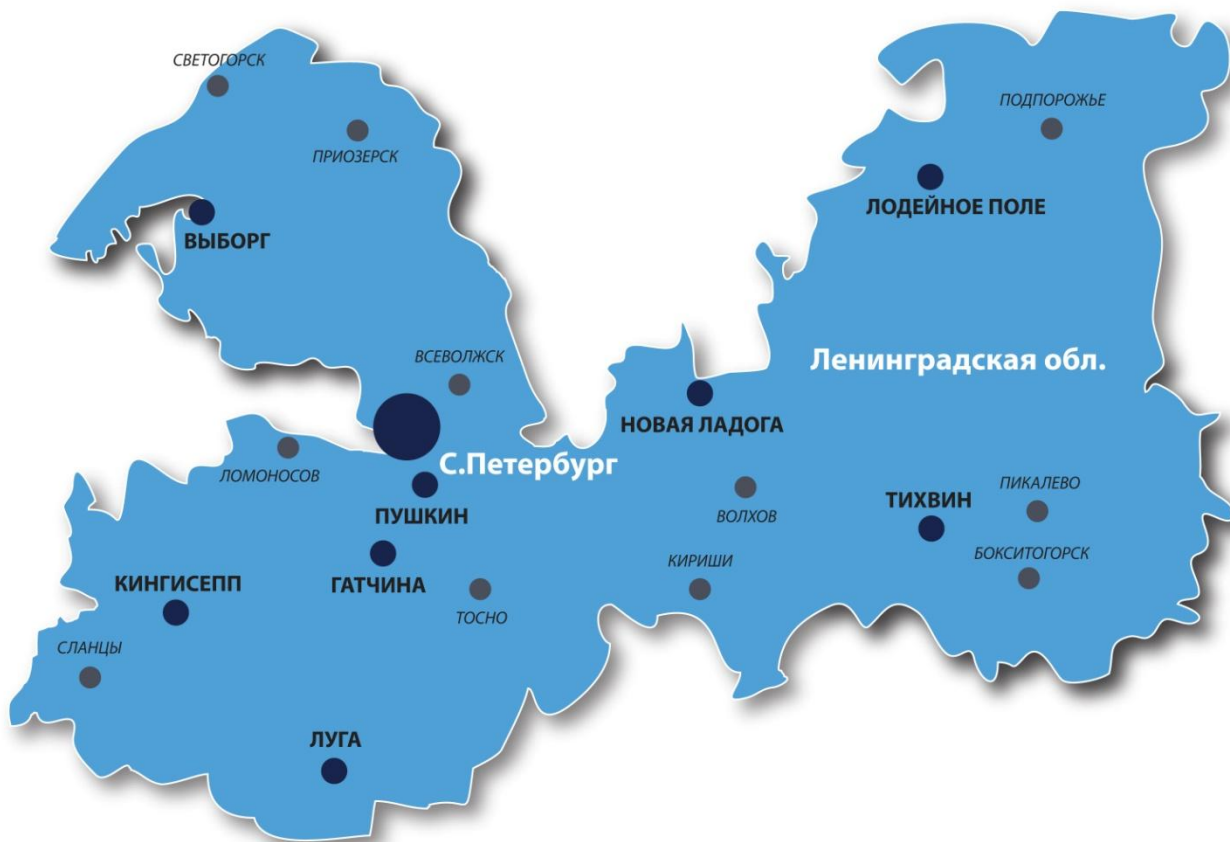 СВЕТОГОРСК
ПОДПОРОЖЬЕ
ПРИОЗЕРСК
ЛОДЕЙНОЕ ПОЛЕ
ВЫБОРГ
ВСЕВОЛЖСК
Ленинградская обл.
НОВАЯ ЛАДОГА
С.Петербург
ЛОМОНОСОВ
ПИКАЛЕВО
ТИХВИН
ПУШКИН
ВОЛХОВ
БОКСИТОГОРСК
КИРИШИ
КИНГИСЕПП
ГАТЧИНА
ТОСНО
СЛАНЦЫ
ЛУГА